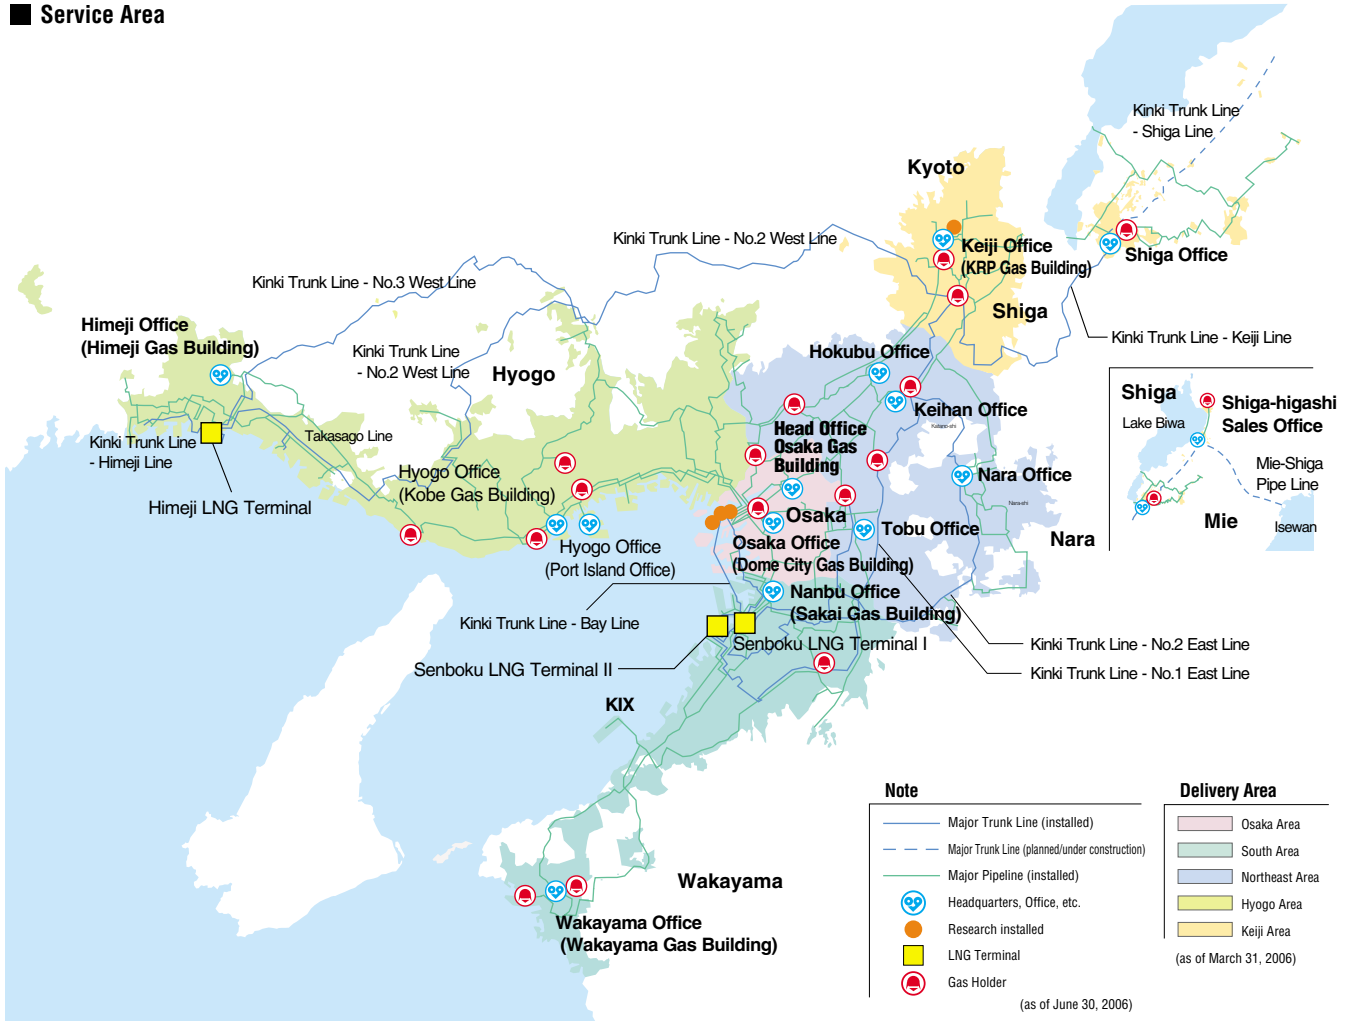 Service Area
Kinki Trunk Line
- Shiga Line
Kyoto
Kinki Trunk Line - No.2 West Line
Keiji Office
(KRP Gas Building)
Shiga Office
Kinki Trunk Line - No.3 West Line
Shiga
Himeji Office
(Himeji Gas Building)
Kinki Trunk Line - Keiji Line
Kinki Trunk Line
- No.2 West Line
Hyogo
Hokubu Office
Keihan Office
Shiga
Lake Biwa
Shiga-higashi
Sales Office
Mie-Shiga
Pipe Line
Mie
Isewan
Takasago Line
Kinki Trunk Line
- Himeji Line
Head Office
Osaka Gas
Building
Hyogo Office
(Kobe Gas Building)
Nara Office
Nara-shi
Himeji LNG Terminal
Osaka
Tobu Office
Nara
Hyogo Office
(Port Island Office)
Osaka Office
(Dome City Gas Building)
Nanbu Office
(Sakai Gas Building)
Kinki Trunk Line - Bay Line
Senboku LNG Terminal I
Kinki Trunk Line - No.2 East Line
Senboku LNG Terminal II
Kinki Trunk Line - No.1 East Line
KIX
Wakayama
Wakayama Office
(Wakayama Gas Building)
Note
Major Trunk Line (installed)
Major Trunk Line (planned/under construction)
Major Pipeline (installed)
Headquarters, Office, etc.
Research installed
LNG Terminal
Gas Holder
(as of June 30, 2006)
Delivery Area
Osaka Area
South Area
Northeast Area
Hyogo Area
Keiji Area
(as of March 31, 2006)